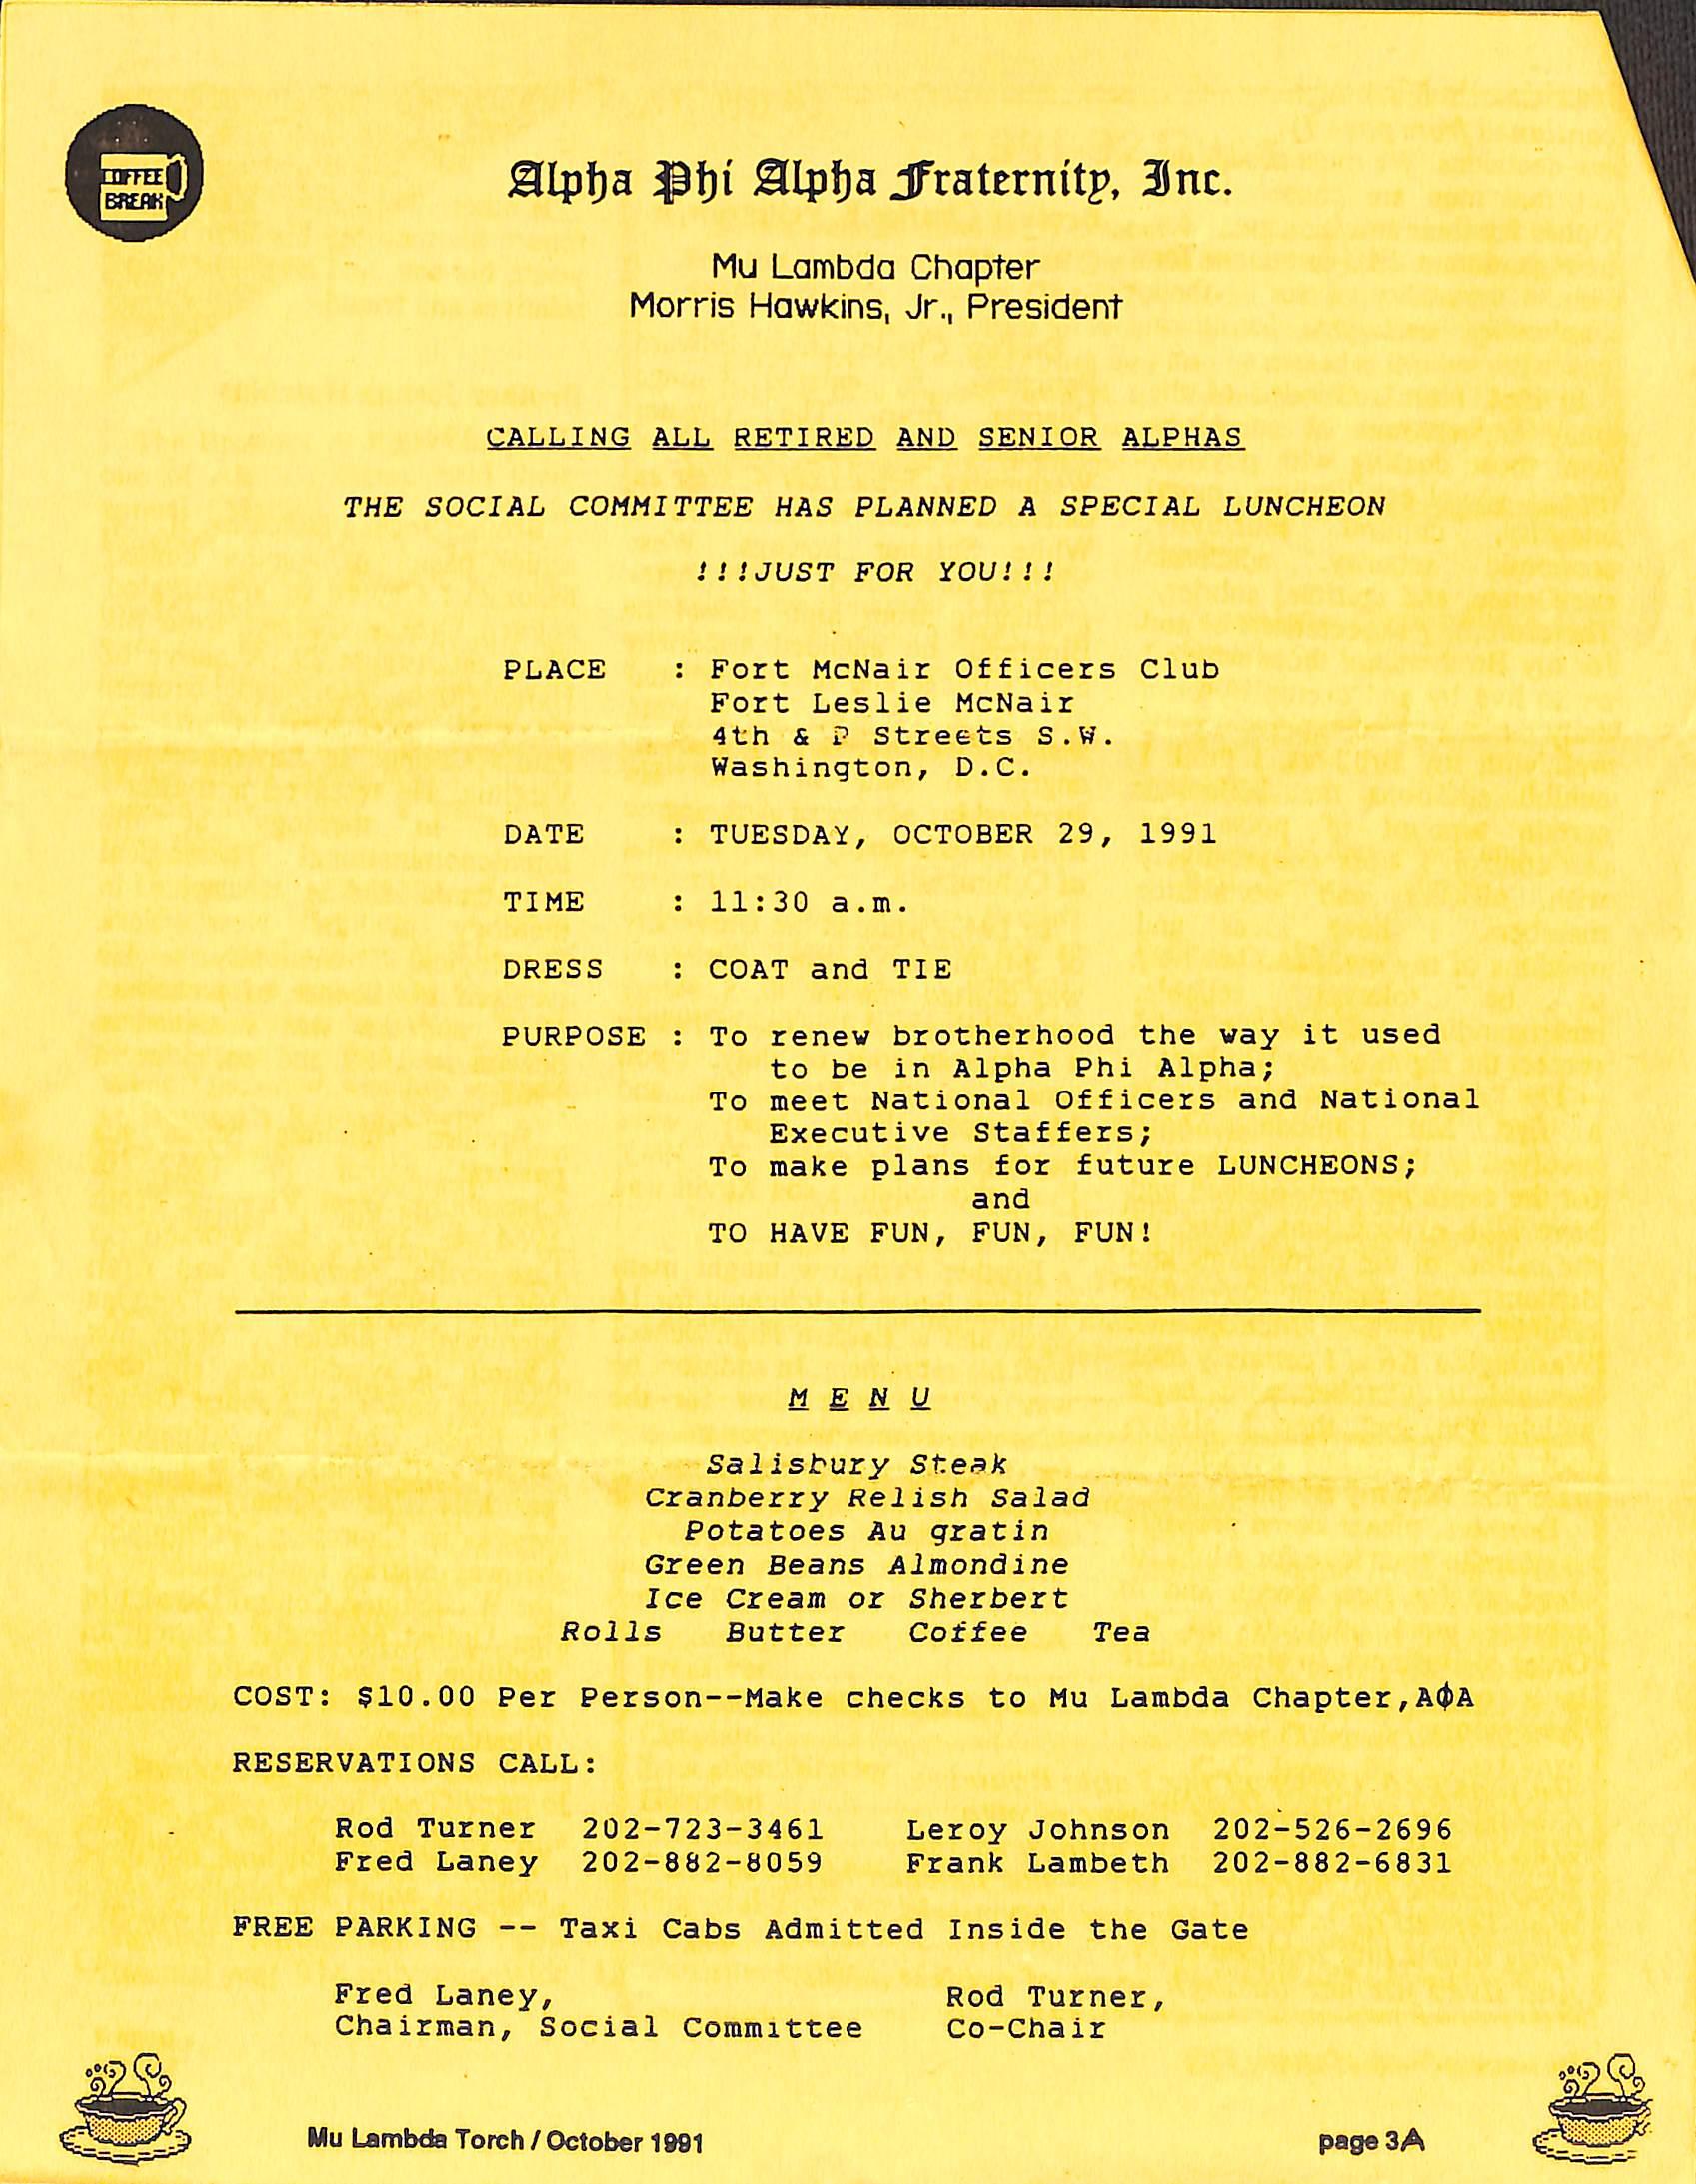 COFFEE
BREAK
Alpha Phi Alpha Fraternity, Inc.
Mu Lambda Chapter
Morris Hawkins, Jr., President
CALLING ALL RETIRED AND SENIOR ALPHAS
THE SOCIAL COMMITTEE HAS PLANNED A SPECIAL LUNCHEON
!!!JUST FOR YOU!!!
PLACE : Fort McNair Officers Club
Fort Leslie McNair
4th & P Streets S.W.
Washington, D.C.
DATE : TUESDAY, OCTOBER 29, 1991
TIME : 11:30 a.m.
DRESS : COAT and TIE
PURPOSE : To renew brotherhood the way it used
to be in Alpha Phi Alpha;
To meet National Officers and National
Executive Staffers;
To make plans for future LUNCHEONS;
and
TO HAVE FUN, FUN, FUN!
M E N U
Salisbury Steak
Cranberry Relish Salad
Potatoes Au gratin
Green Beans Almondine
Ice Cream or Sherbert
Rolls Butter Coffee Tea
COST: $10.00 Per Person--Make checks to Mu Lambda Chapter,AΦA
RESERVATIONS CALL:
Rod Turner 202-723-3461 Leroy Johnson 202-526-2696
Fred Laney 202-882-8059 Frank Lambeth 202-882-6831
FREE PARKING -- Taxi Cabs Admitted Inside the Gate
Fred Laney, Rod Turner,
Chairman, Social Committee Co-Chair
Mu Lambda Torch / October 1991 page 3A